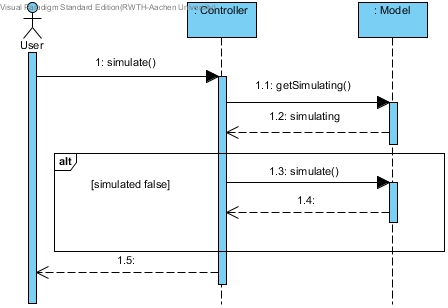 Visual Paradigm Standard Edition(RWTH-Aachen
: Controller
: Model
User
1: simulate()
1.1: getSimulating()
1.2: simulating
alt
1.3: simulate()
[simulated false]
1.4:
1.5: